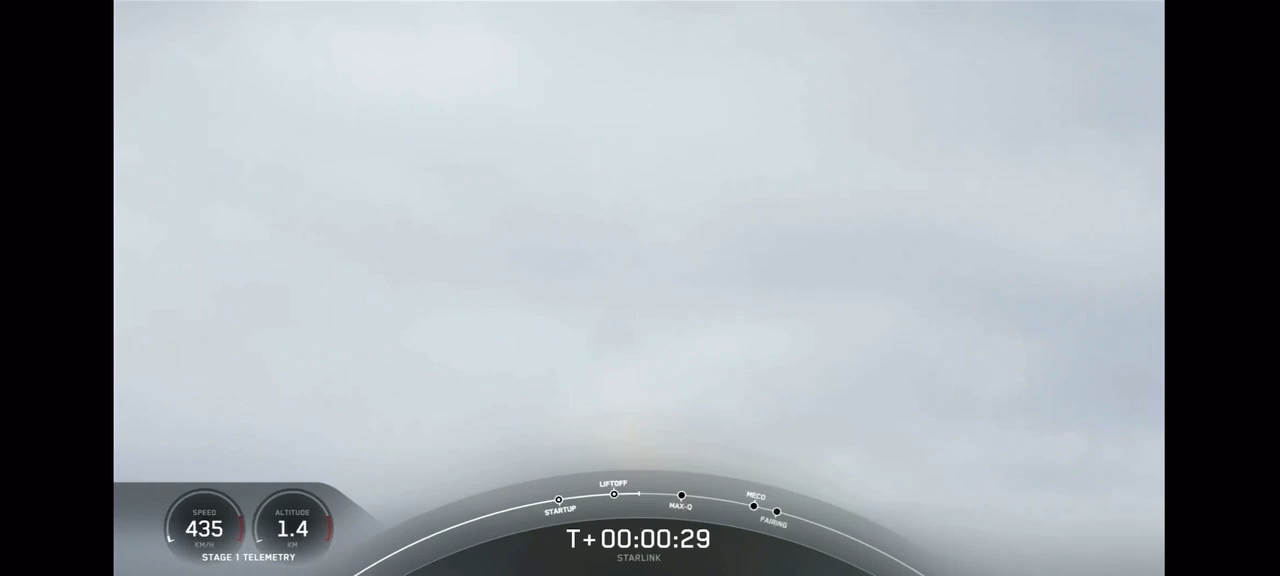 SPEED
435
KM/H
ALTITUDE
1.4
KM
STAGE 1 TELEMETRY
STARTUP
LIFTOFF
MAX-Q
MECO
FAIRING
T+00:00:29
STARLINK